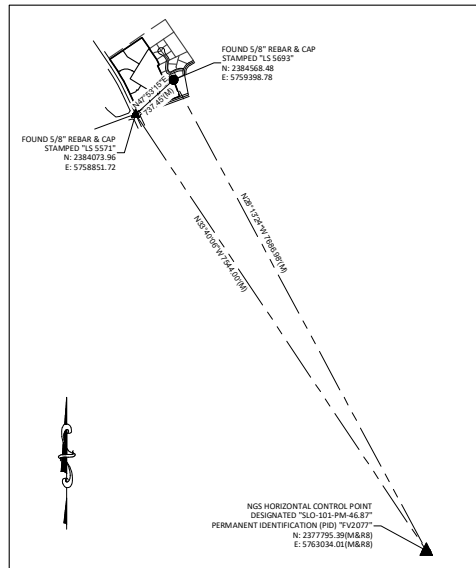 FOUND 5/8" REBAR & CAP
STAMPED "LS 5693"
N: 2384568.48
E: 5759398.78
N47°53'15"E
737.45'(M)
FOUND 5/8" REBAR & CAP
STAMPED "LS 5571"
N: 2384073.96
E: 5758851.72
N28°13'24"W 7686.98'(M)
N33°40'06"W 7544.00'(M)
NGS HORIZONTAL CONTROL POINT
DESIGNATED "SLO-101-PM-46.87"
PERMANENT IDENTIFICATION (PID) "FV2077"
N: 2377795.39(M&R8)
E: 5763034.01(M&R8)